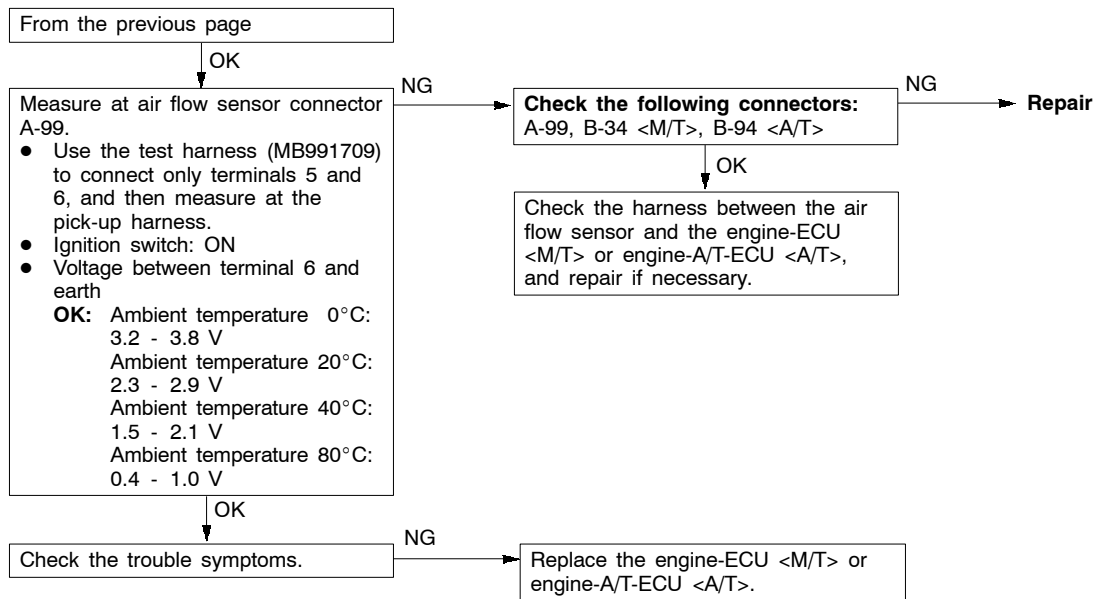 From the previous page
OK
Measure at air flow sensor connector
A-99.
● Use the test harness (MB991709)
to connect only terminals 5 and
6, and then measure at the
pick-up harness.
● Ignition switch: ON
● Voltage between terminal 6 and
earth
OK: Ambient temperature 0°C:
3.2 - 3.8 V
Ambient temperature 20°C:
2.3 - 2.9 V
Ambient temperature 40°C:
1.5 - 2.1 V
Ambient temperature 80°C:
0.4 - 1.0 V
NG
Check the following connectors:
A-99, B-34 <M/T>, B-94 <A/T>
NG
Repair
OK
Check the harness between the air
flow sensor and the engine-ECU
<M/T> or engine-A/T-ECU <A/T>,
and repair if necessary.
OK
Check the trouble symptoms.
NG
Replace the engine-ECU <M/T> or
engine-A/T-ECU <A/T>.